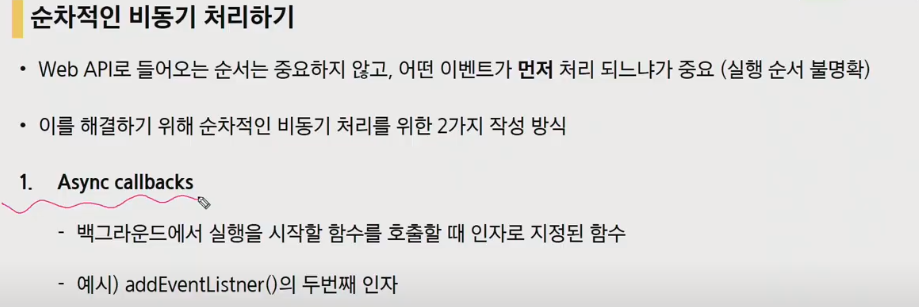 순차적인 비동기 처리하기
• Web API로 들어오는 순서는 중요하지 않고, 어떤 이벤트가 먼저 처리 되느냐가 중요 (실행 순서 불명확)
• 이를 해결하기 위해 순차적인 비동기 처리를 위한 2가지 작성 방식
1. Async callbacks
- 백그라운드에서 실행을 시작할 함수를 호출할 때 인자로 지정된 함수
- 예시) addEventListner()의 두번째 인자